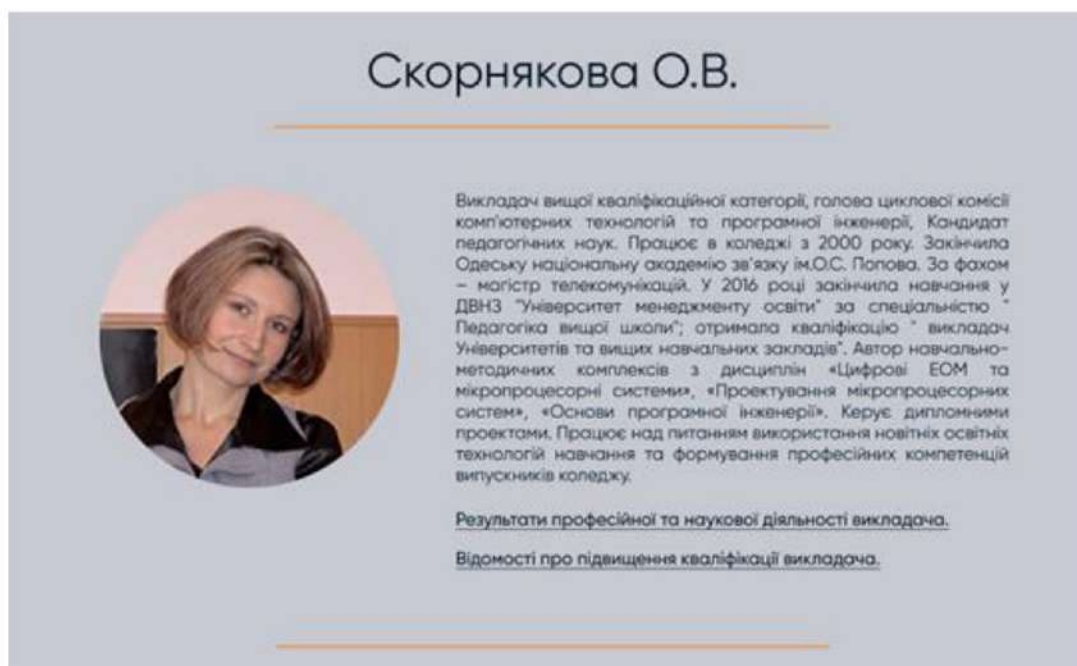 Скорнякова О.В.
Викладач вищої кваліфікаційної категорії, голова циклової комісії
комп'ютерних технологій та програмної інженерії, Кандидат
педагогічних наук. Працює в коледжі з 2000 року. Закінчила
Одеську національну академію зв'язку ім.О.С. Попова. За фахом
– магістр телекомунікацій. У 2016 році закінчила навчання у
ДВНЗ "Університет менеджменту освіти" за спеціальністю "
Педагогіка вищої школи"; отримала кваліфікацію " викладач
Університетів та вищих навчальних закладів". Автор навчально-
методичних комплексів з дисциплін «Цифрові ЕОМ та
мікропроцесорні системи», «Проектування мікропроцесорних
систем», «Основи програмної інженерії». Керує дипломними
проектами. Працює над питанням використання новітніх освітніх
технологій навчання та формування професійних компетенцій
випускників коледжу.
Результати професійної та наукової діяльності викладача.
Відомості про підвищення кваліфікації викладача.